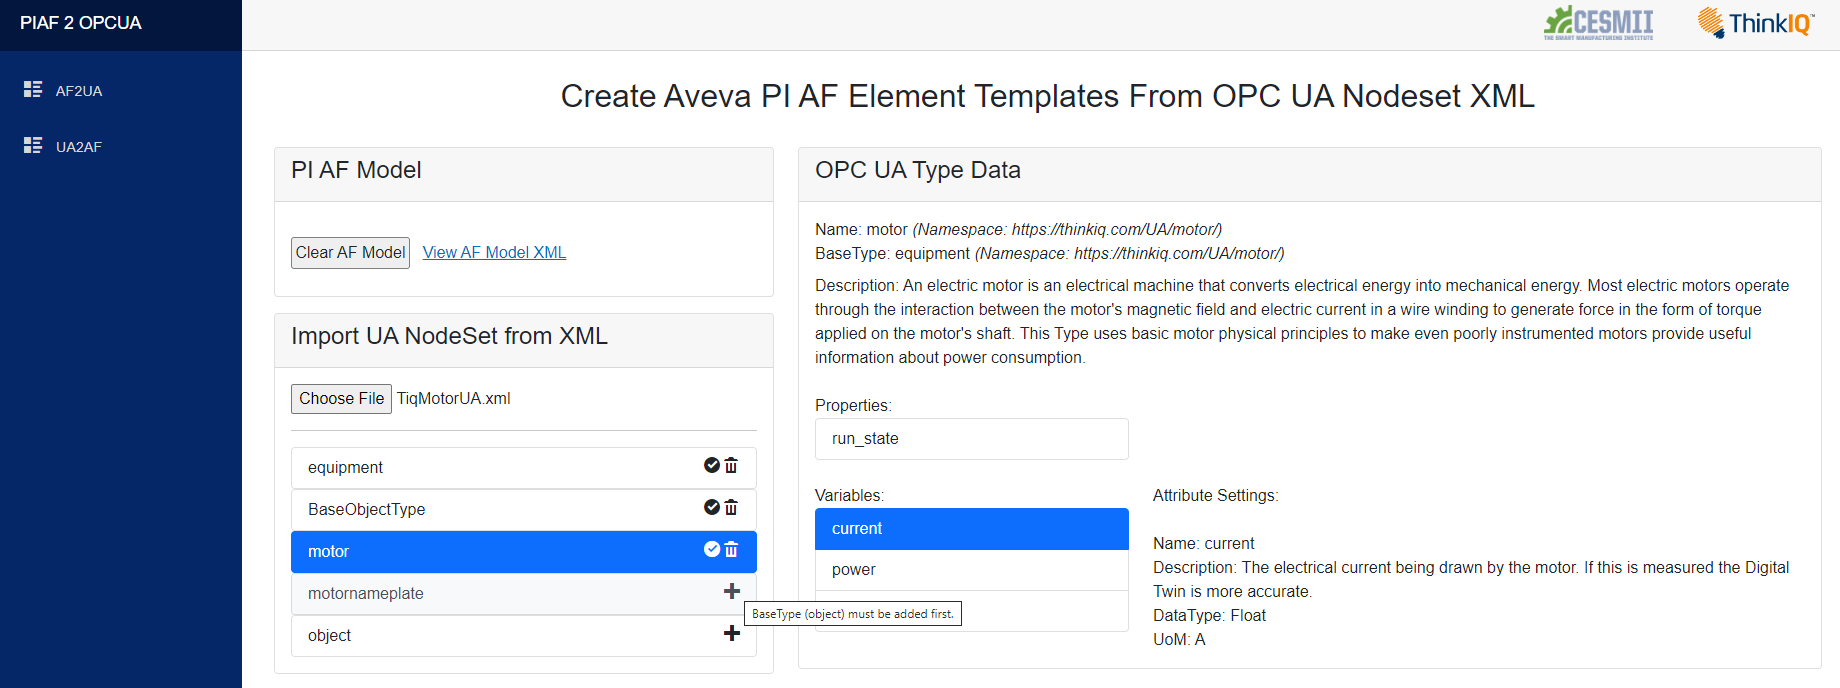 PIAF 2 OPCUA
CESMII
THE SMART MANUFACTURING INSTITUTE
ThinkIQ™
AF2UA
UA2AF
Create Aveva PI AF Element Templates From OPC UA Nodeset XML
PI AF Model
Clear AF Model View AF Model XML
Import UA NodeSet from XML
Choose File TiqMotorUA.xml
equipment
BaseObjectType
motor
motornameplate
object
BaseType (object) must be added first.
OPC UA Type Data
Name: motor (Namespace: https://thinkiq.com/UA/motor/)
BaseType: equipment (Namespace: https://thinkiq.com/UA/motor/)
Description: An electric motor is an electrical machine that converts electrical energy into mechanical energy. Most electric motors operate
through the interaction between the motor's magnetic field and electric current in a wire winding to generate force in the form of torque
applied on the motor's shaft. This Type uses basic motor physical principles to make even poorly instrumented motors provide useful
information about power consumption.
Properties:
run_state
Variables:
current
power
Attribute Settings:
Name: current
Description: The electrical current being drawn by the motor. If this is measured the Digital
Twin is more accurate.
DataType: Float
UoM: A